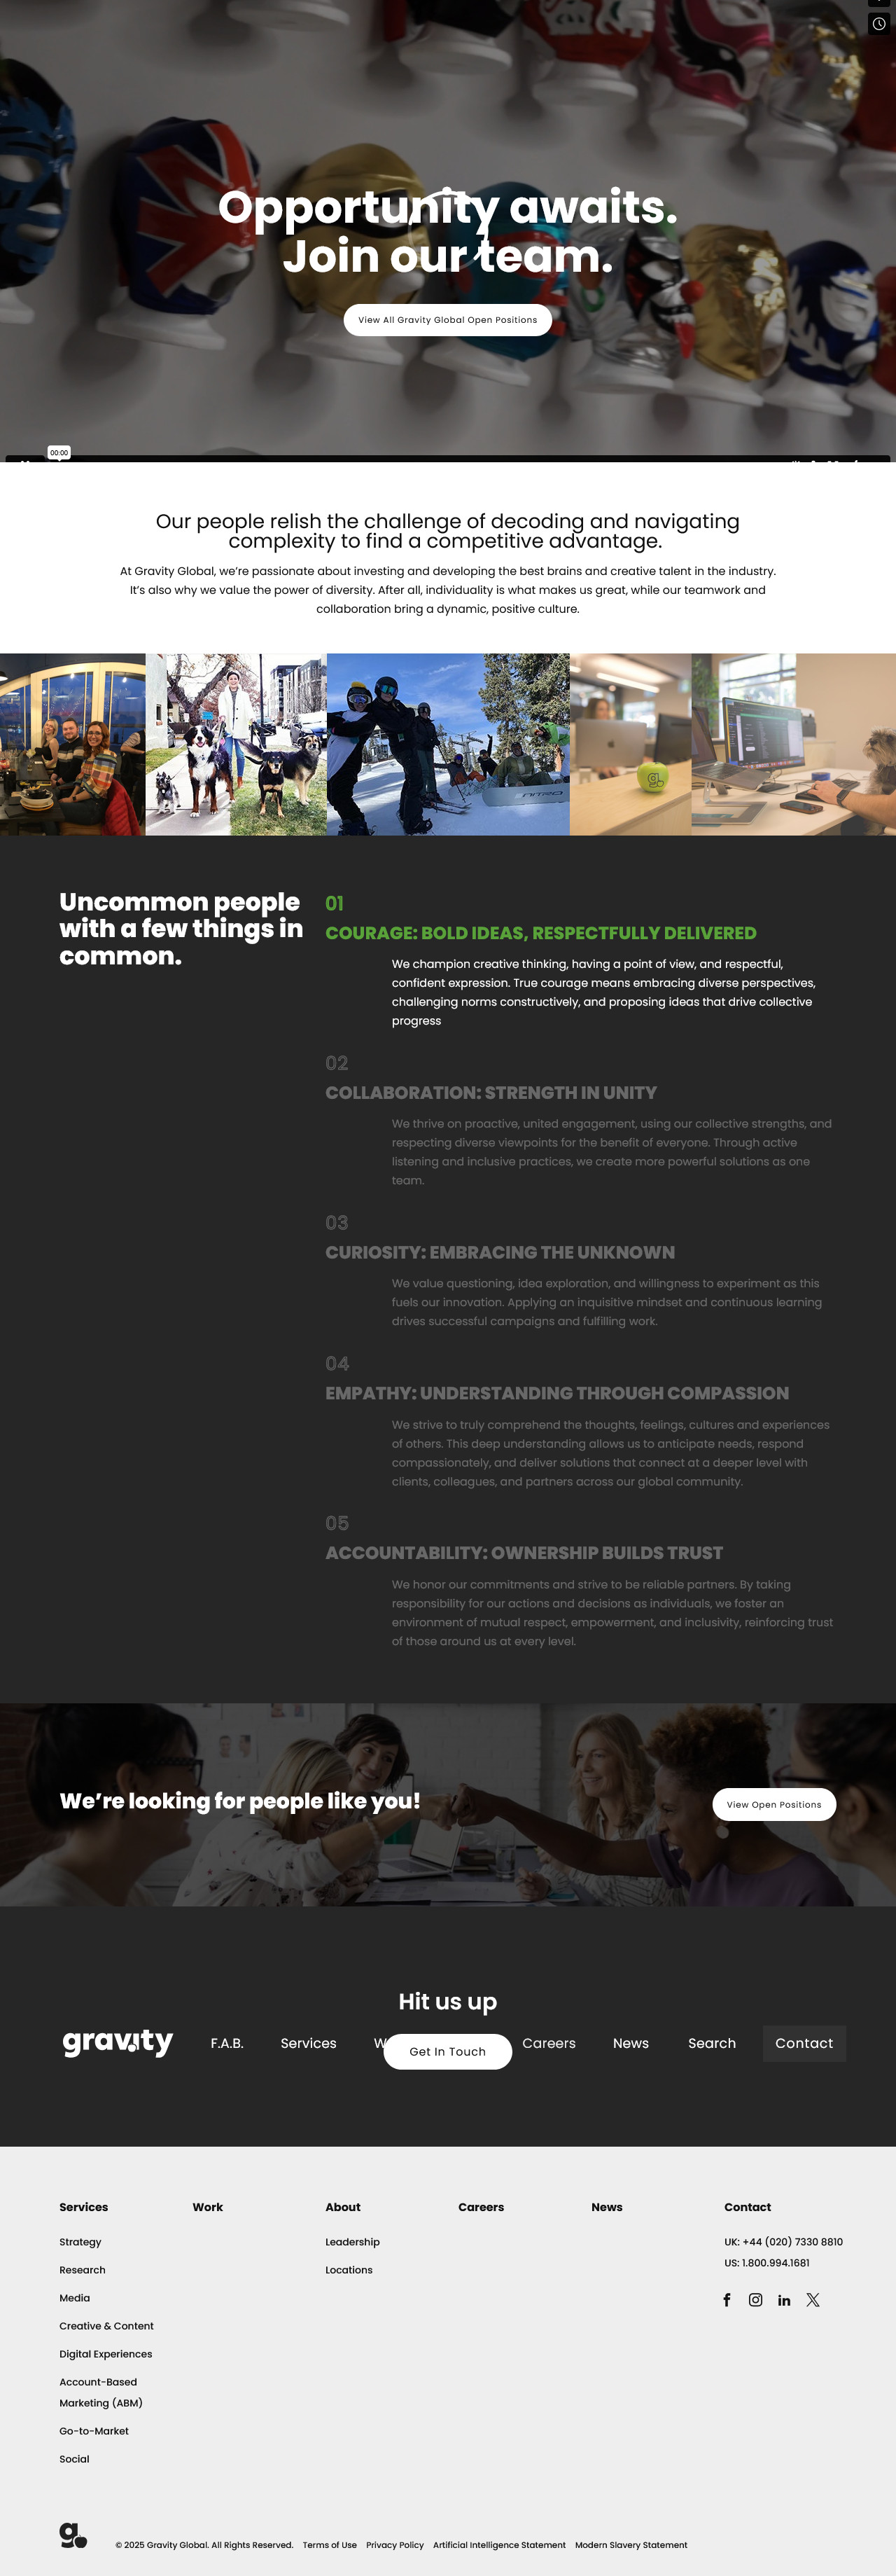 Opportunity awaits.
Join our team.
View All Gravity Global Open Positions
00:00
Our people relish the challenge of decoding and navigating
complexity to find a competitive advantage.
At Gravity Global, we’re passionate about investing and developing the best brains and creative talent in the industry.
It’s also why we value the power of diversity. After all, individuality is what makes us great, while our teamwork and
collaboration bring a dynamic, positive culture.
NITRO
g
Uncommon people
with a few things in
common.
01
COURAGE: BOLD IDEAS, RESPECTFULLY DELIVERED
We champion creative thinking, having a point of view, and respectful,
confident expression. True courage means embracing diverse perspectives,
challenging norms constructively, and proposing ideas that drive collective
progress
02
COLLABORATION: STRENGTH IN UNITY
We thrive on proactive, united engagement, using our collective strengths, and
respecting diverse viewpoints for the benefit of everyone. Through active
listening and inclusive practices, we create more powerful solutions as one
team.
03
CURIOSITY: EMBRACING THE UNKNOWN
We value questioning, idea exploration, and willingness to experiment as this
fuels our innovation. Applying an inquisitive mindset and continuous learning
drives successful campaigns and fulfilling work.
04
EMPATHY: UNDERSTANDING THROUGH COMPASSION
We strive to truly comprehend the thoughts, feelings, cultures and experiences
of others. This deep understanding allows us to anticipate needs, respond
compassionately, and deliver solutions that connect at a deeper level with
clients, colleagues, and partners across our global community.
05
ACCOUNTABILITY: OWNERSHIP BUILDS TRUST
We honor our commitments and strive to be reliable partners. By taking
responsibility for our actions and decisions as individuals, we foster an
environment of mutual respect, empowerment, and inclusivity, reinforcing trust
of those around us at every level.
We’re looking for people like you!
View Open Positions
Hit us up
gravity F.A.B. Services W Get In Touch Careers News Search Contact
Services
Strategy
Research
Media
Creative & Content
Digital Experiences
Account-Based
Marketing (ABM)
Go-to-Market
Social
Work
About
Leadership
Locations
Careers
News
Contact
UK: +44 (020) 7330 8810
US: 1.800.994.1681
g
© 2025 Gravity Global. All Rights Reserved. Terms of Use Privacy Policy Artificial Intelligence Statement Modern Slavery Statement